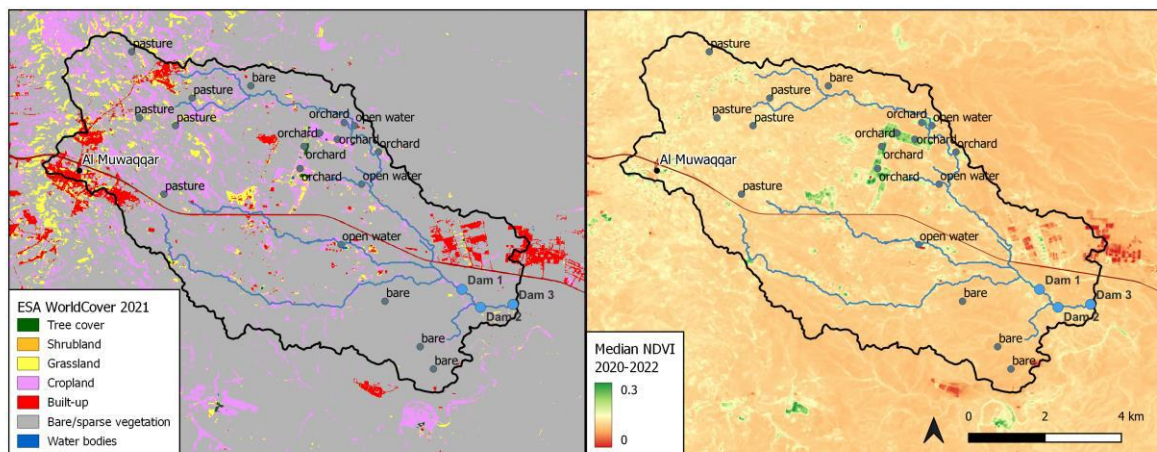 pasture
bare
pasture
pasture
pasture
orchard
open water
orchard
orchard
orchard
orchard
Al Muwaqqar
orchard
open water
pasture
open water
Dam 1
bare
Dam 3
Dam 2
bare
bare
ESA WorldCover 2021
Tree cover
Shrubland
Grassland
Cropland
Built-up
Bare/sparse vegetation
Water bodies
pasture
bare
pasture
pasture
pasture
orchard
open water
orchard
orchard
orchard
orchard
Al Muwaqqar
orchard
open water
pasture
open water
Dam 1
bare
Dam 3
Dam 2
bare
bare
Median NDVI
2020-2022
0.3
0
0 2 4 km